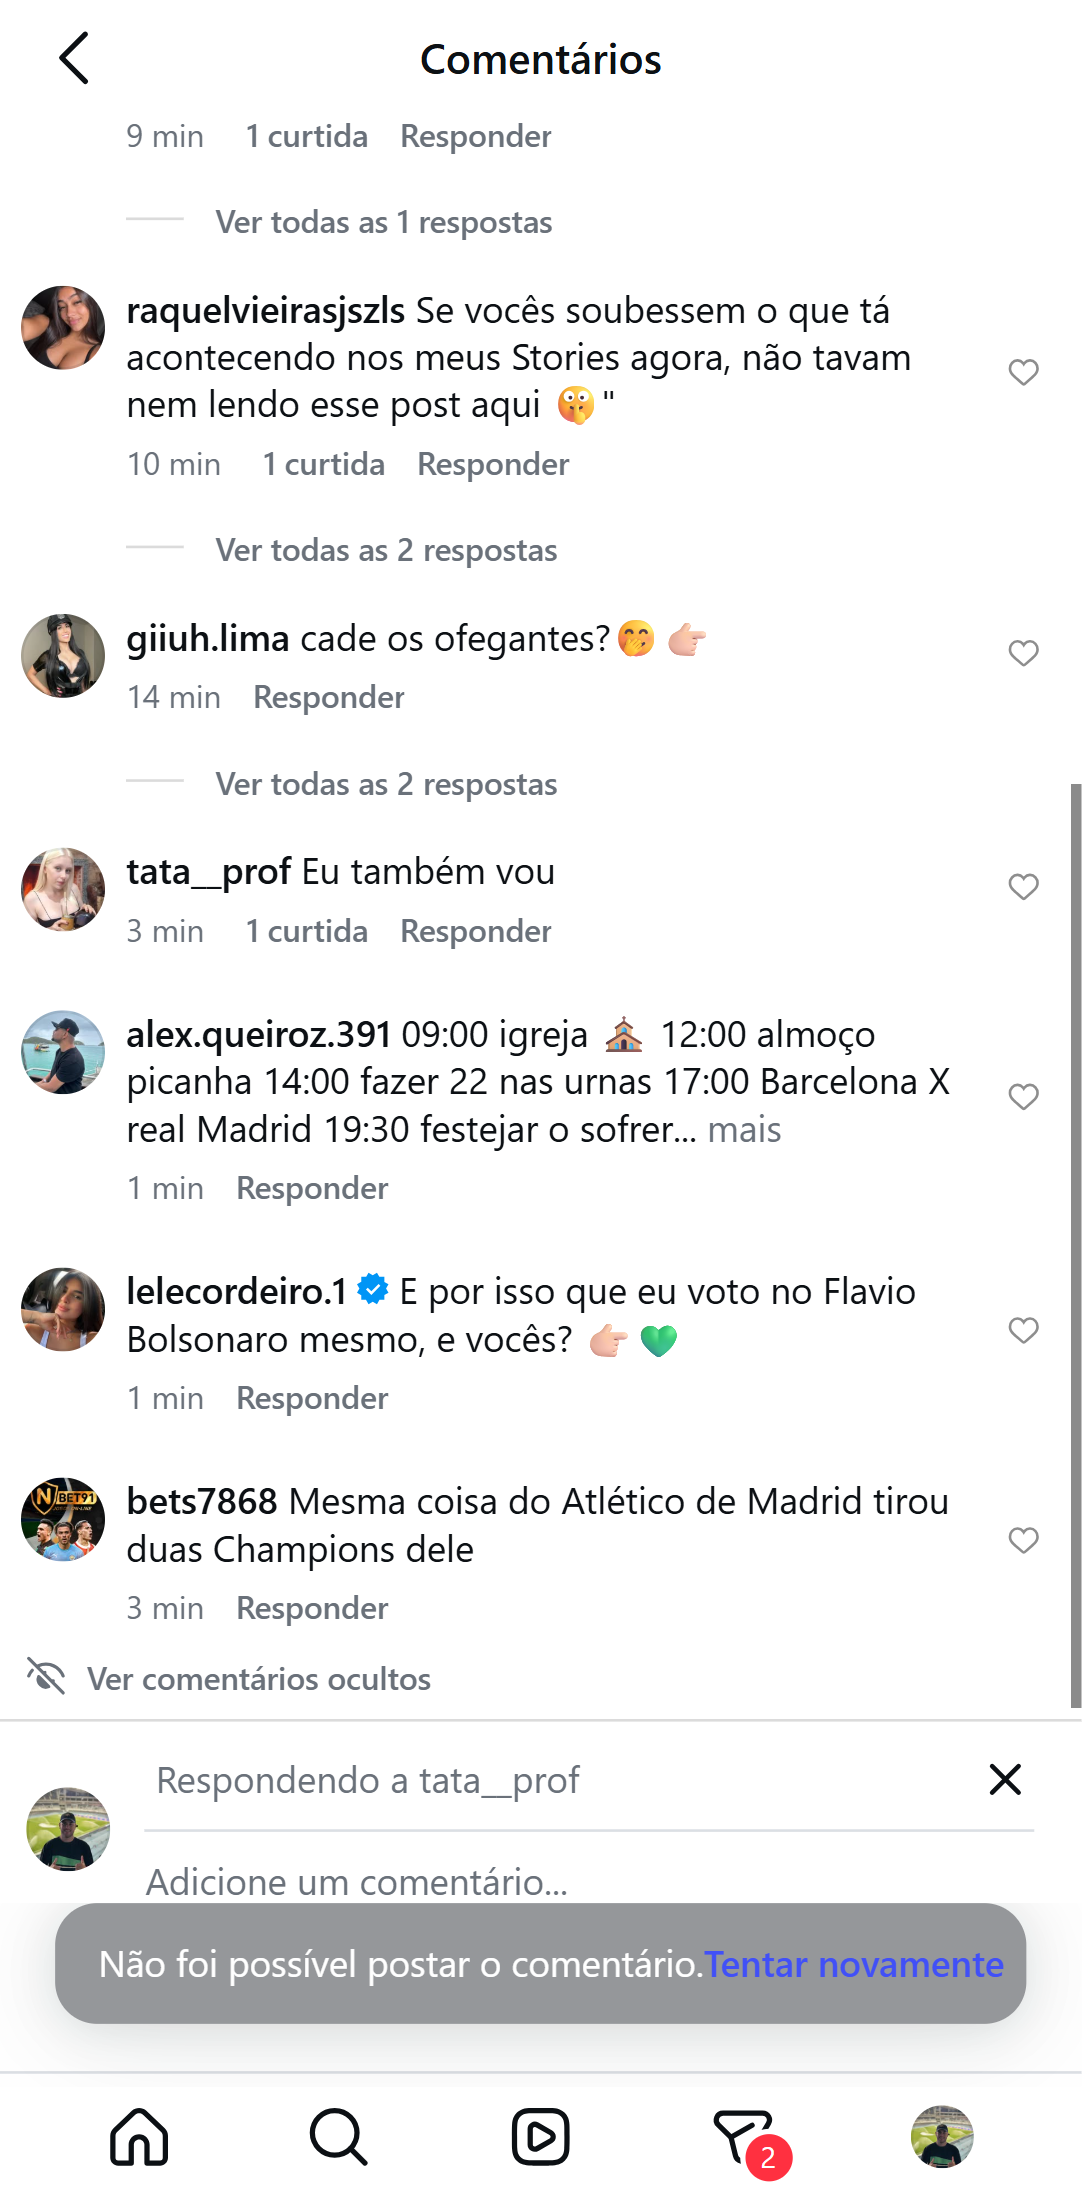 Comentários
9 min 1 curtida Responder
Ver todas as 1 respostas
raquelvieirasjszls Se vocês soubessem o que tá
acontecendo nos meus Stories agora, não tavam
nem lendo esse post aqui 🤫"
10 min 1 curtida Responder
Ver todas as 2 respostas
giiuh.lima cade os ofegantes?🤭 👉🏻
14 min Responder
Ver todas as 2 respostas
tata__prof Eu também vou
3 min 1 curtida Responder
alex.queiroz.391 09:00 igreja ⛪ 12:00 almoço
picanha 14:00 fazer 22 nas urnas 17:00 Barcelona X
real Madrid 19:30 festejar o sofrer... mais
1 min Responder
lelecordeiro.1 E por isso que eu voto no Flavio
Bolsonaro mesmo, e vocês? 👉🏻 💚
1 min Responder
N BET91
bets7868 Mesma coisa do Atlético de Madrid tirou
duas Champions dele
3 min Responder
Ver comentários ocultos
Respondendo a tata__prof
Adicione um comentário...
Não foi possível postar o comentário.Tentar novamente
2